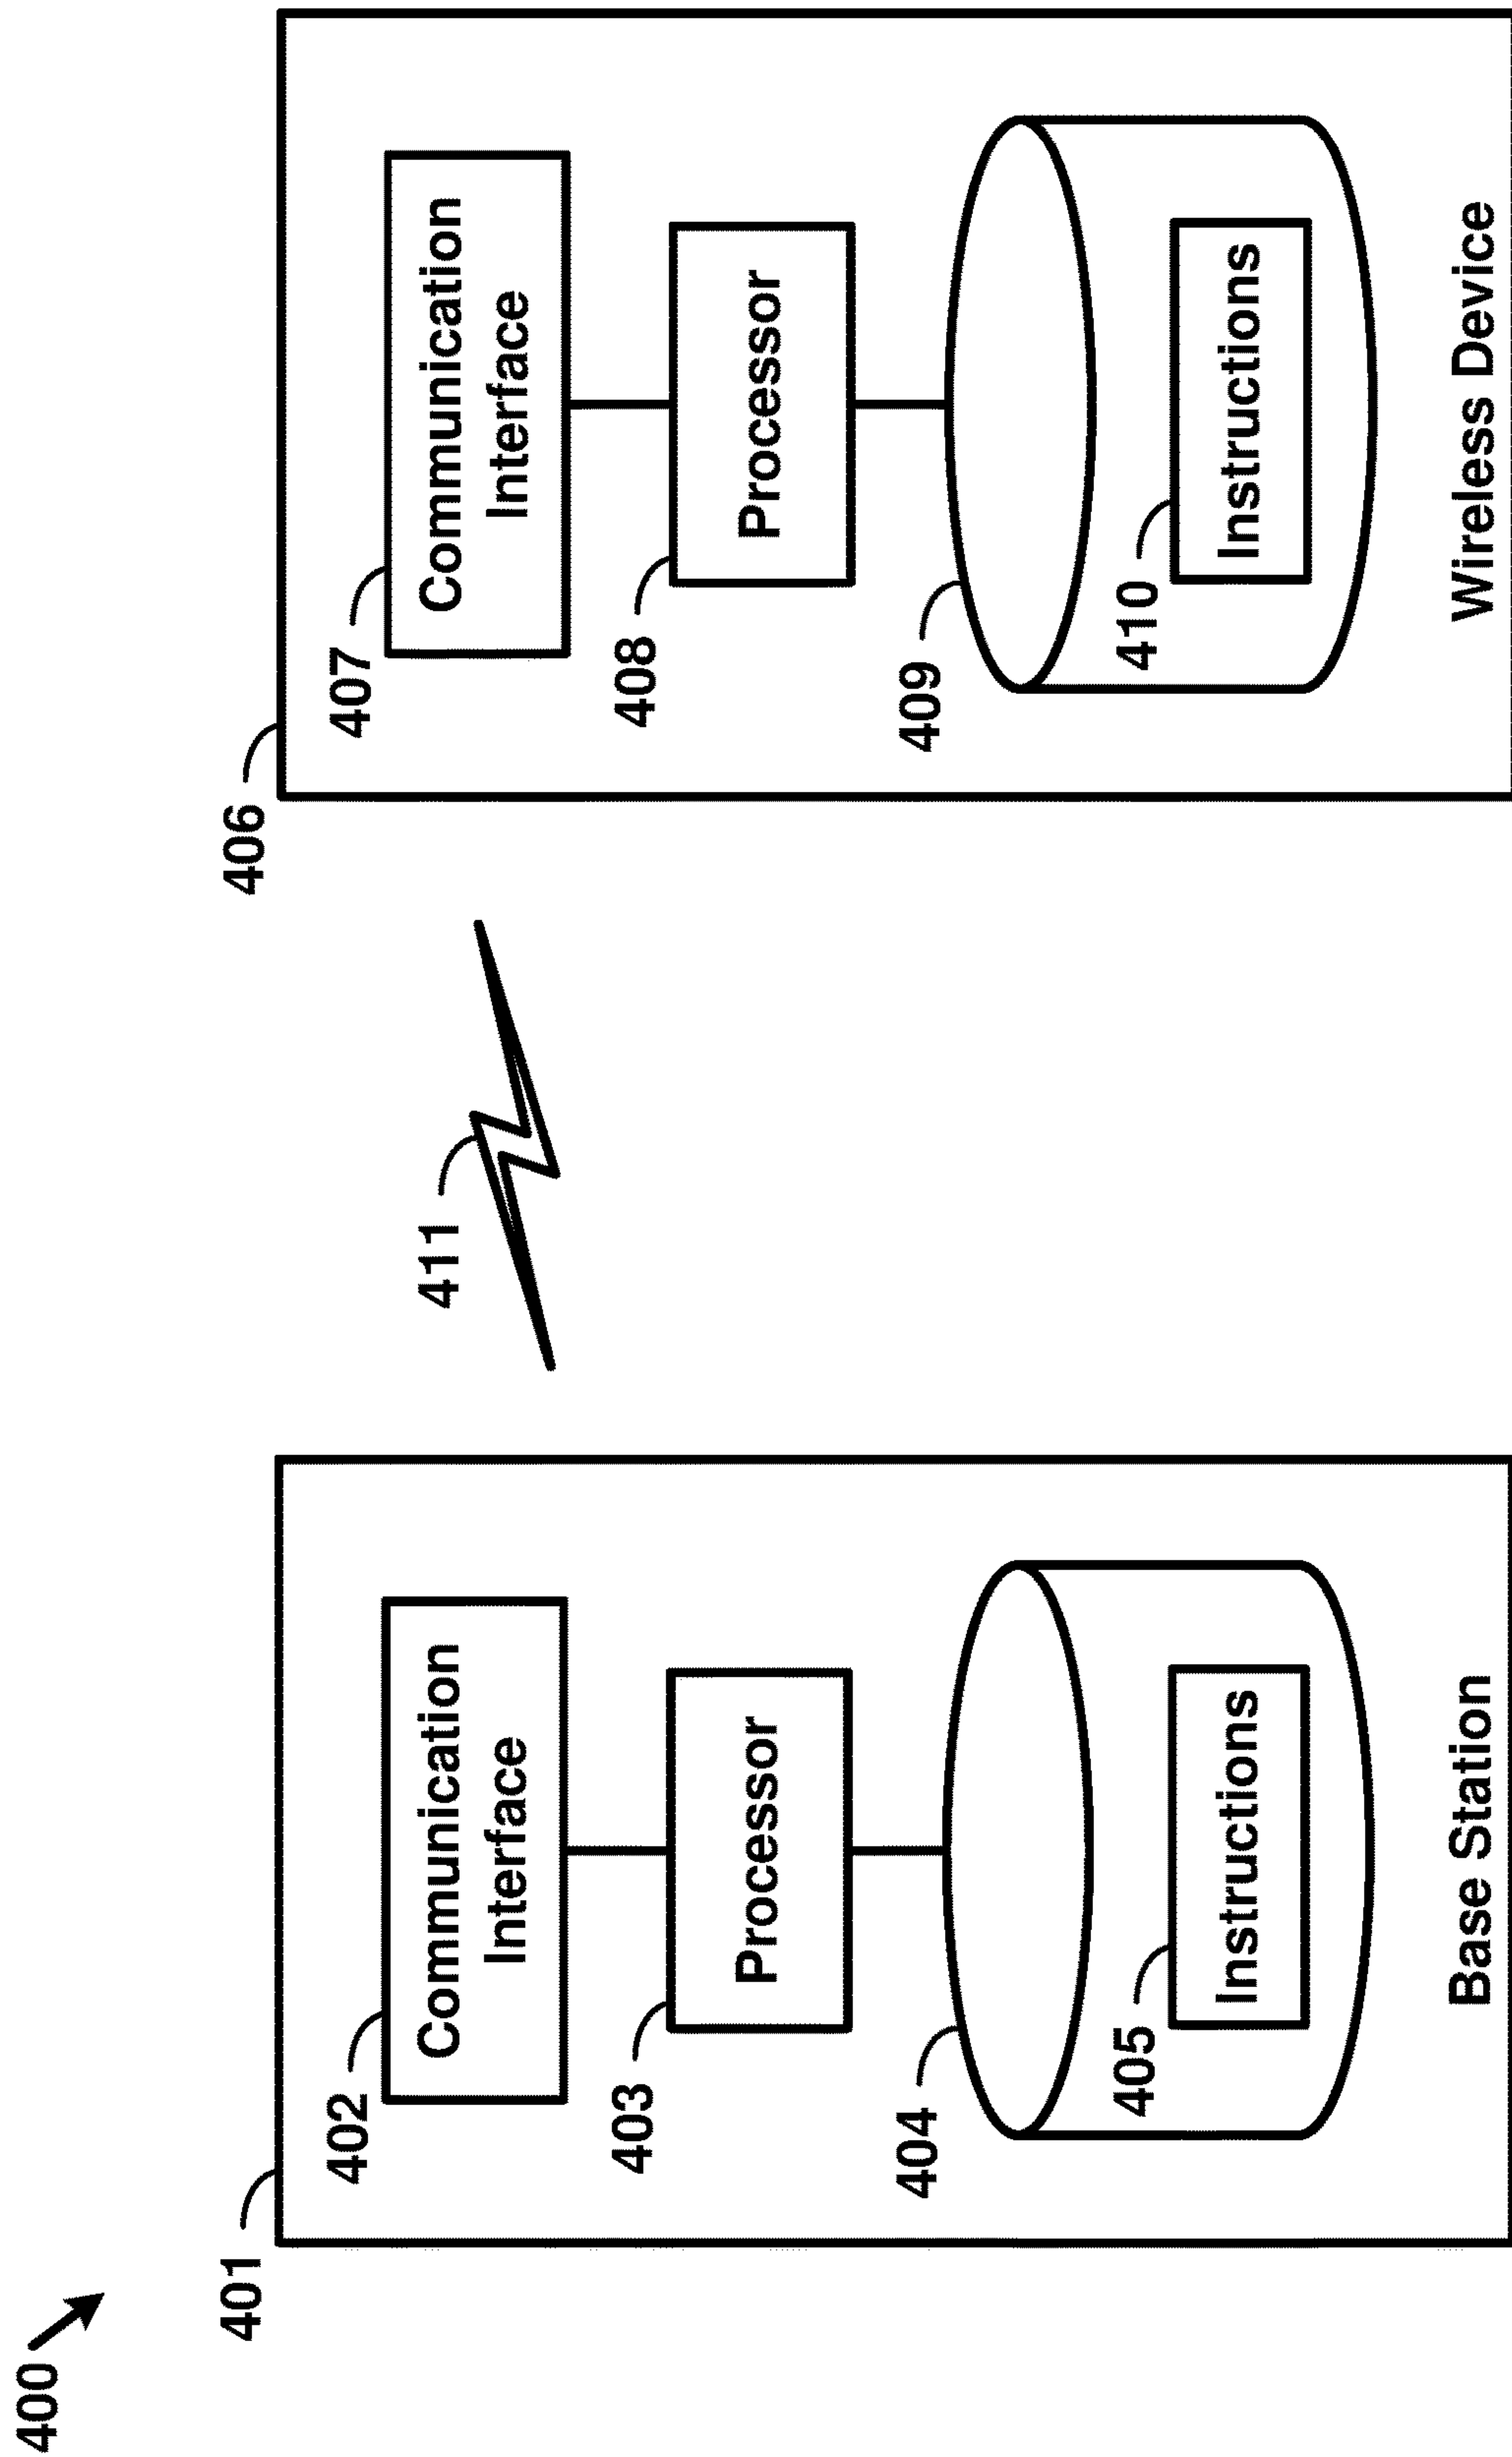 400
401
402
Communication
Interface
403
Processor
404
405
Instructions
Base Station
411
406
407
Communication
Interface
408
Processor
409
410
Instructions
Wireless Device